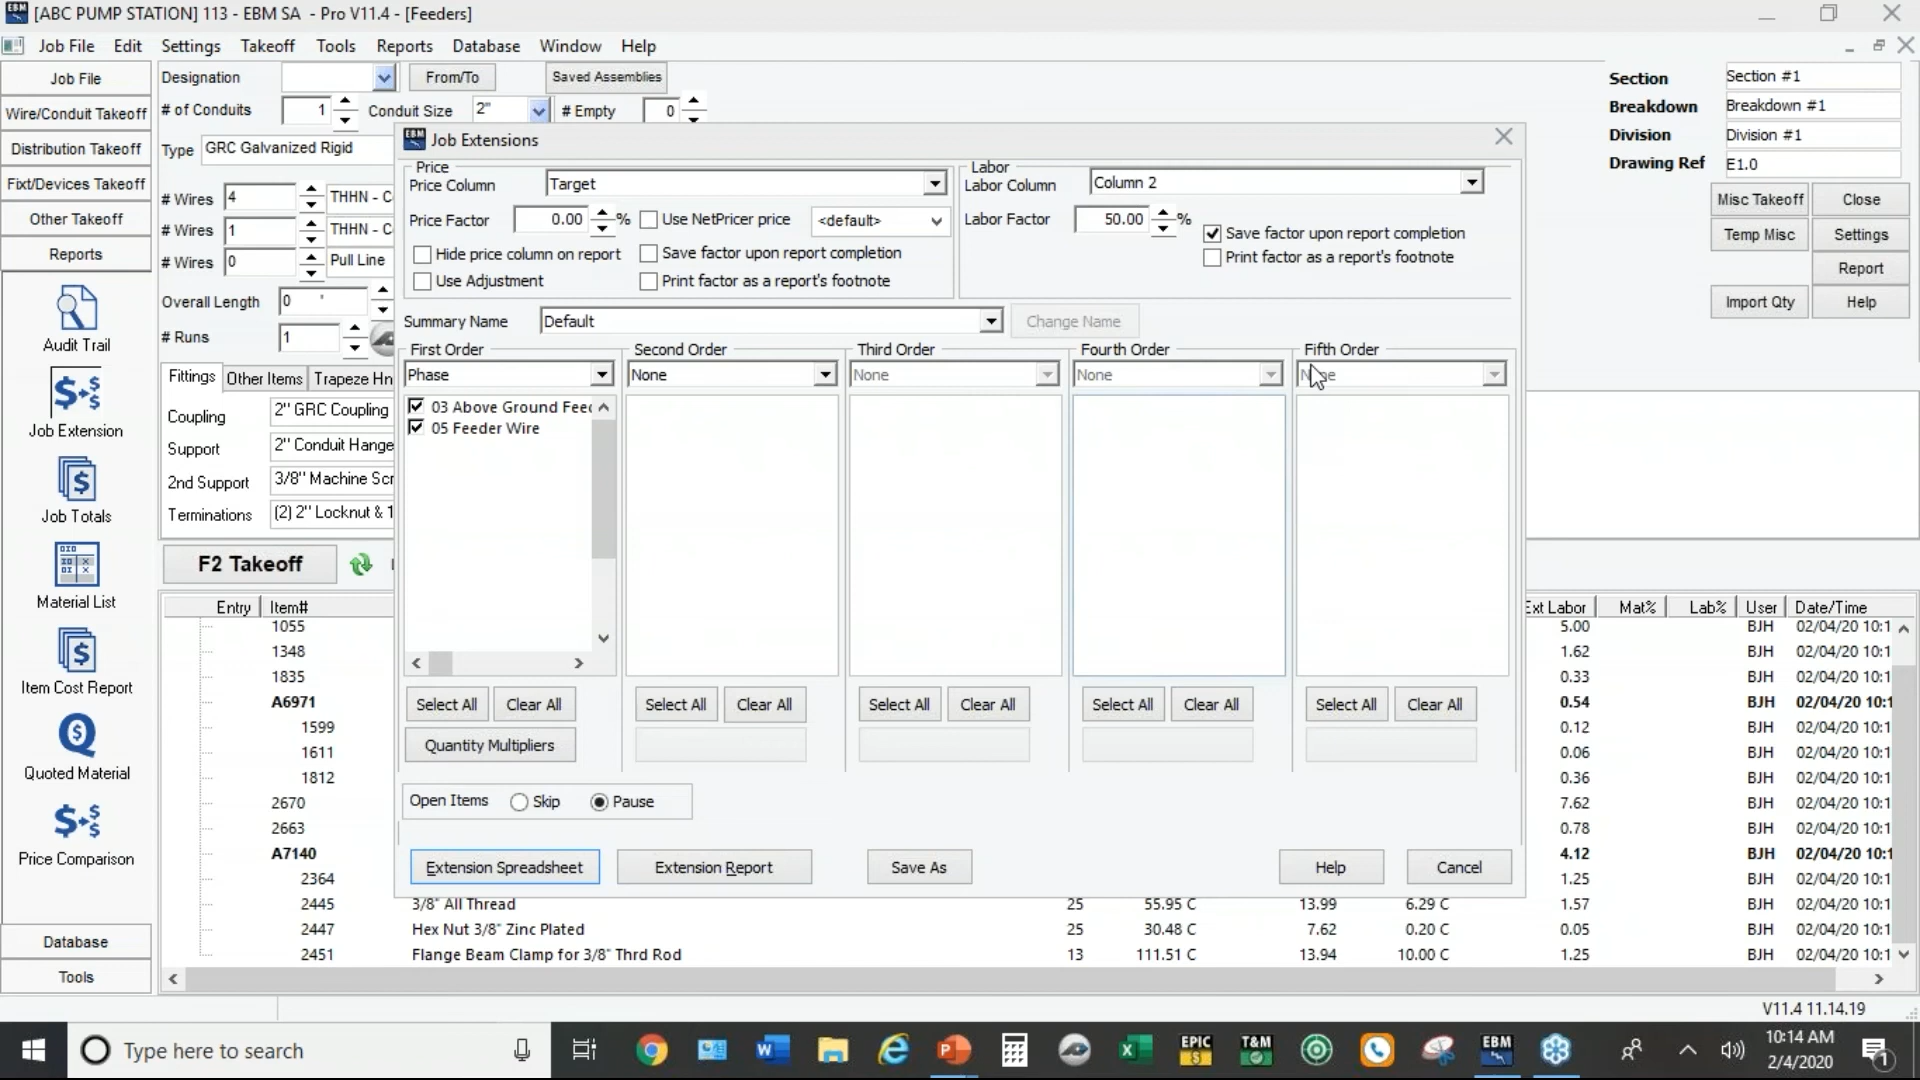 [ABC PUMP STATION] 113 - EBM SA - Pro V11.4 - [Feeders]
Job File Edit Settings Takeoff Tools Reports Database Window Help
Job File
Wire/Conduit Takeoff
Distribution Takeoff
Fixt/Devices Takeoff
Other Takeoff
Reports
Audit Trail
Job Extension
Job Totals
Material List
Item Cost Report
Quoted Material
Price Comparison
Database
Tools
Designation From/To Saved Assemblies
# of Conduits 1 Conduit Size 2" # Empty 0
Type GRC Galvanized Rigid
# Wires 4 THHN - C
# Wires 1 THHN - C
# Wires 0 Pull Line
Overall Length 0 '
# Runs 1
Fittings Other Items Trapeze Hn
Coupling 2" GRC Coupling
Support 2" Conduit Hange
2nd Support 3/8" Machine Scr
Terminations (2) 2" Locknut & 1
F2 Takeoff
Section Section #1
Breakdown Breakdown #1
Division Division #1
Drawing Ref E1.0
Misc Takeoff Close
Temp Misc Settings
Report
Import Qty Help
Job Extensions
Price
Price Column Target
Price Factor 0.00 % Use NetPricer price <default>
Hide price column on report Save factor upon report completion
Use Adjustment Print factor as a report's footnote
Labor
Labor Column Column 2
Labor Factor 50.00 %
Save factor upon report completion
Print factor as a report's footnote
Summary Name Default Change Name
First Order Second Order Third Order Fourth Order Fifth Order
Phase None None None None
03 Above Ground Feed
05 Feeder Wire
Select All Clear All Select All Clear All Select All Clear All Select All Clear All Select All Clear All
Quantity Multipliers
Open Items Skip Pause
Extension Spreadsheet Extension Report Save As Help Cancel
Entry Item# Ext Labor Mat% Lab% User Date/Time
1055 5.00 BJH 02/04/20 10:1
1348 1.62 BJH 02/04/20 10:1
1835 0.33 BJH 02/04/20 10:1
A6971 0.54 BJH 02/04/20 10:1
1599 0.12 BJH 02/04/20 10:1
1611 0.06 BJH 02/04/20 10:1
1812 0.36 BJH 02/04/20 10:1
2670 7.62 BJH 02/04/20 10:1
2663 0.78 BJH 02/04/20 10:1
A7140 4.12 BJH 02/04/20 10:1
2364 1.25 BJH 02/04/20 10:1
2445 3/8" All Thread 25 55.95 C 13.99 6.29 C 1.57 BJH 02/04/20 10:1
2447 Hex Nut 3/8" Zinc Plated 25 30.48 C 7.62 0.20 C 0.05 BJH 02/04/20 10:1
2451 Flange Beam Clamp for 3/8" Thrd Rod 13 111.51 C 13.94 10.00 C 1.25 BJH 02/04/20 10:1
V11.4 11.14.19
Type here to search
EPIC
T&M
EBM
10:14 AM
2/4/2020
1